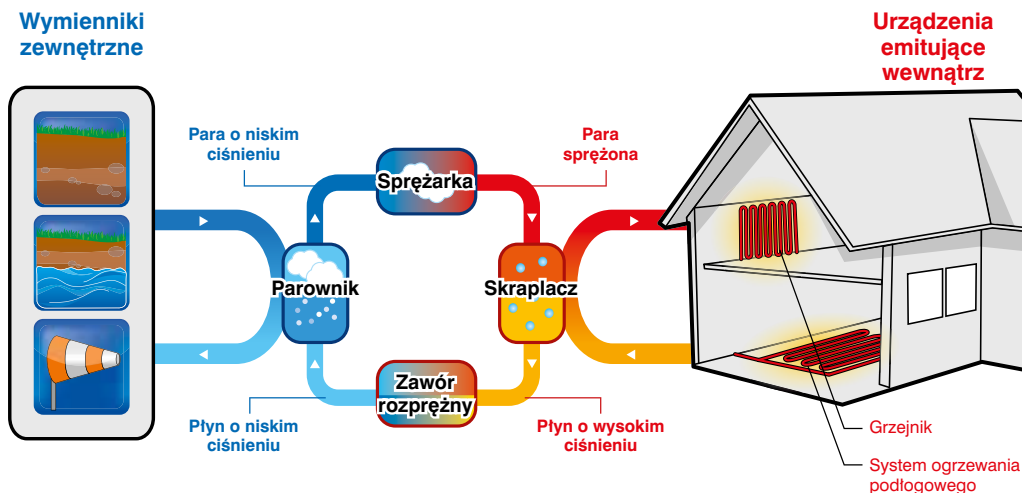 Wymienniki
zewnętrzne
Urządzenia
emitujące
wewnątrz
Para o niskim
ciśnieniu
Para
sprężona
Sprężarka
Parownik
Skraplacz
Zawór
rozprężny
Płyn o niskim
ciśnieniu
Płyn o wysokim
ciśnieniu
Grzejnik
System ogrzewania
podłogowego